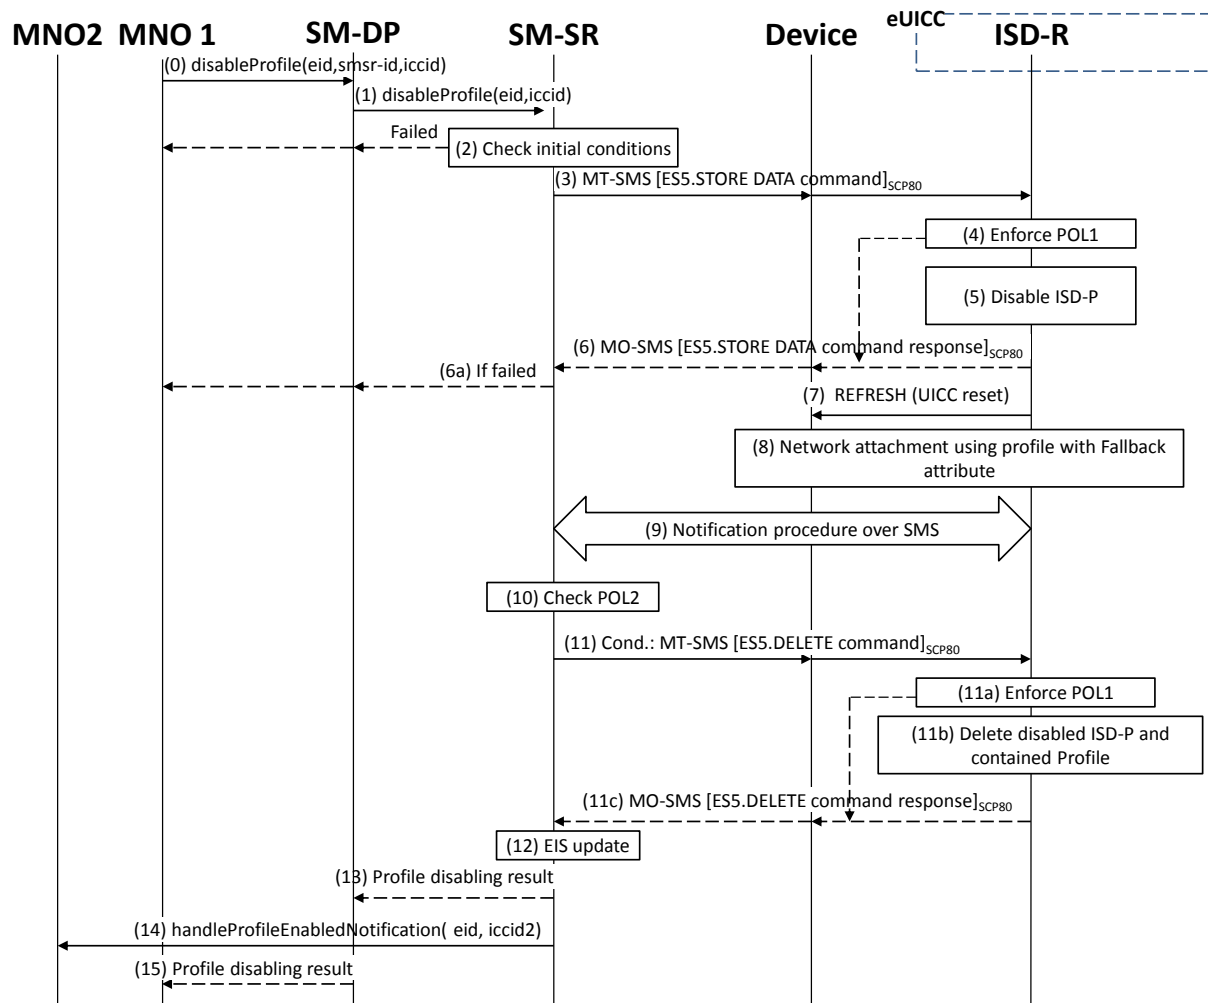 eUICC
MNO2 MNO 1 SM-DP SM-SR Device ISD-R
(0) disableProfile(eid,smsr-id,iccid)
(1) disableProfile(eid,iccid)
Failed
(2) Check initial conditions
(3) MT-SMS [ES5.STORE DATA command]SCP80
(4) Enforce POL1
(5) Disable ISD-P
(6) MO-SMS [ES5.STORE DATA command response]SCP80
(6a) If failed
(7) REFRESH (UICC reset)
(8) Network attachment using profile with Fallback
attribute
(9) Notification procedure over SMS
(10) Check POL2
(11) Cond.: MT-SMS [ES5.DELETE command]SCP80
(11a) Enforce POL1
(11b) Delete disabled ISD-P and
contained Profile
(11c) MO-SMS [ES5.DELETE command response]SCP80
(12) EIS update
(13) Profile disabling result
(14) handleProfileEnabledNotification( eid, iccid2)
(15) Profile disabling result